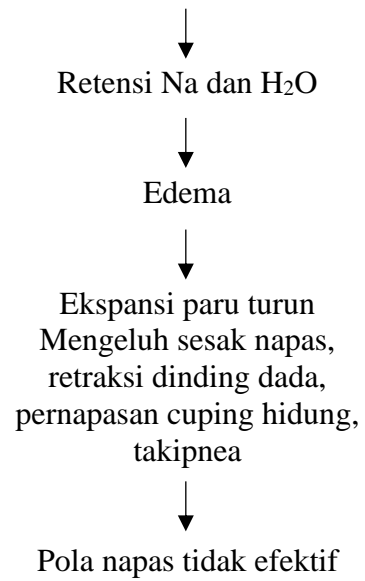 Retensi Na dan H₂O
Edema
Ekspansi paru turun
Mengeluh sesak napas,
retraksi dinding dada,
pernapasan cuping hidung,
takipnea
Pola napas tidak efektif